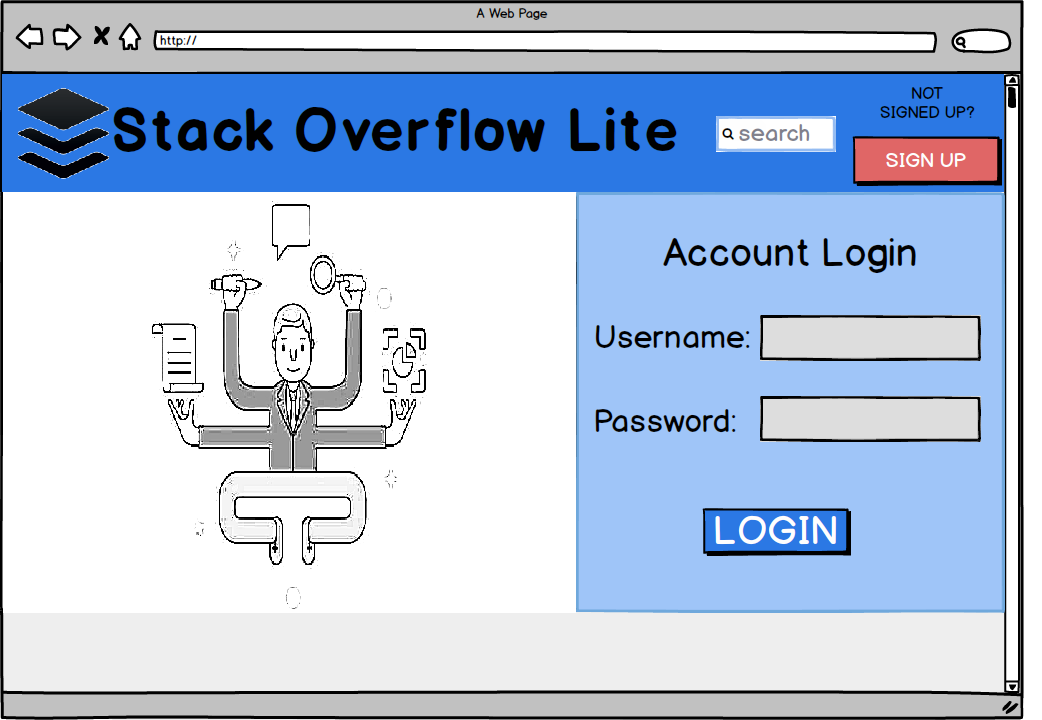 A Web Page
http://
NOT
SIGNED UP?
Stack Overflow Lite
search
SIGN UP
Account Login
Username:
Password:
LOGIN